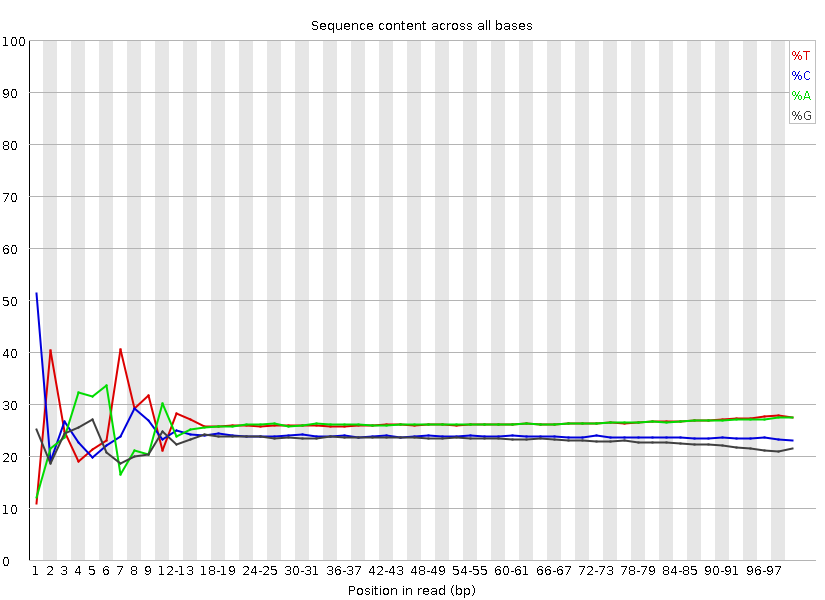 Sequence content across all bases
%T
%C
%A
%G
100
90
80
70
60
50
40
30
20
10
0
1 2 3 4 5 6 7 8 9 12-13 18-19 24-25 30-31 36-37 42-43 48-49 54-55 60-61 66-67 72-73 78-79 84-85 90-91 96-97
Position in read (bp)